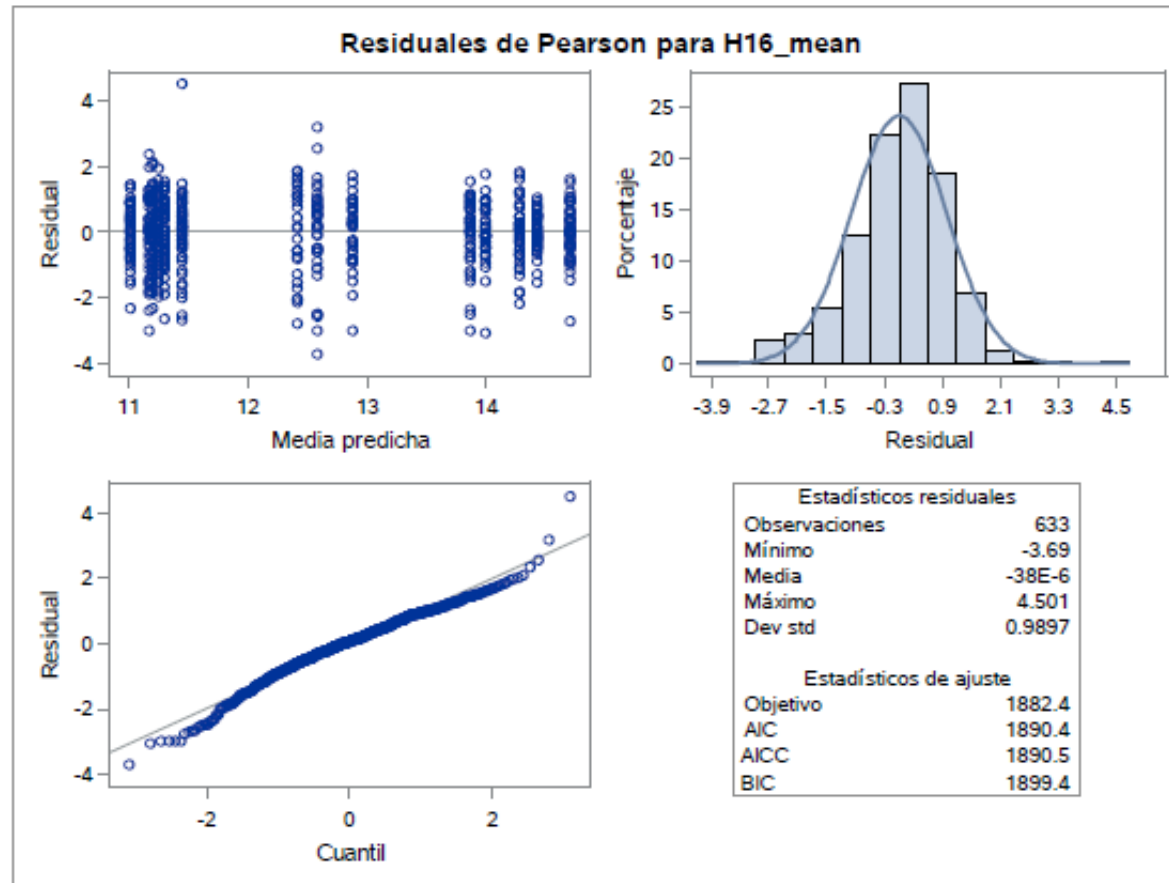 Residuales de Pearson para H16_mean
4
2
0
-2
-4
Residual
11 12 13 14
Media predicha
25
20
15
10
5
0
Porcentaje
-3.9 -2.7 -1.5 -0.3 0.9 2.1 3.3 4.5
Residual
4
2
0
-2
-4
Residual
-2 0 2
Cuantil
Estadísticos residuales
Observaciones 633
Mínimo -3.69
Media -38E-6
Máximo 4.501
Dev std 0.9897
Estadísticos de ajuste
Objetivo 1882.4
AIC 1890.4
AICC 1890.5
BIC 1899.4